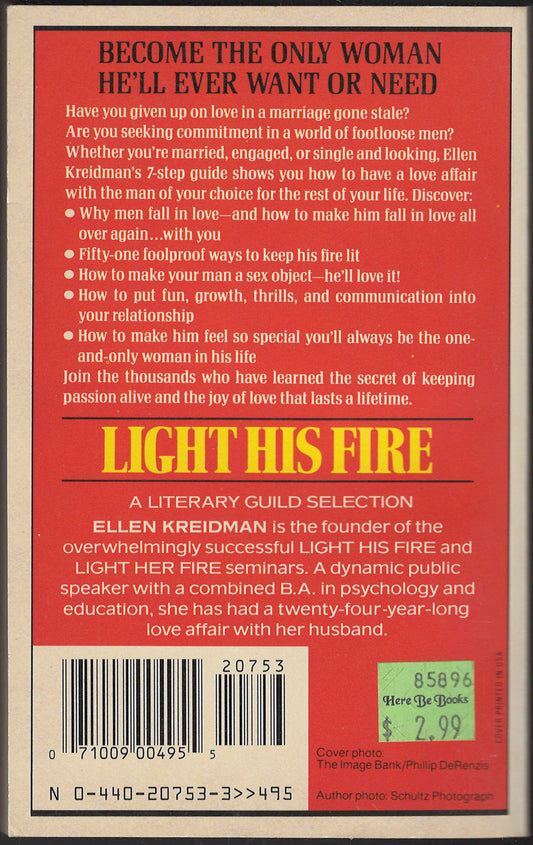 BECOME THE ONLY WOMAN
HE'LL EVER WANT OR NEED
Have you given up on love in a marriage gone stale?
Are you seeking commitment in a world of footloose men?
Whether you're married, engaged, or single and looking, Ellen
Kreidman's 7-step guide shows you how to have a love affair
with the man of your choice for the rest of your life. Discover:
● Why men fall in love—and how to make him fall in love all
over again...with you
● Fifty-one foolproof ways to keep his fire lit
● How to make your man a sex object—he'll love it!
● How to put fun, growth, thrills, and communication into
your relationship
● How to make him feel so special you'll always be the one-
and-only woman in his life
Join the thousands who have learned the secret of keeping
passion alive and the joy of love that lasts a lifetime.
LIGHT HIS FIRE
A LITERARY GUILD SELECTION
ELLEN KREIDMAN is the founder of the
overwhelmingly successful LIGHT HIS FIRE and
LIGHT HER FIRE seminars. A dynamic public
speaker with a combined B.A. in psychology and
education, she has had a twenty-four-year-long
love affair with her husband.
20753
0 71009 00495 5
N 0-440-20753-3>>495
85896
Here Be Books
$ 2.99
COVER PRINTED IN USA
Cover photo:
The Image Bank/Phillip DeRenzis
Author photo: Schultz Photograph